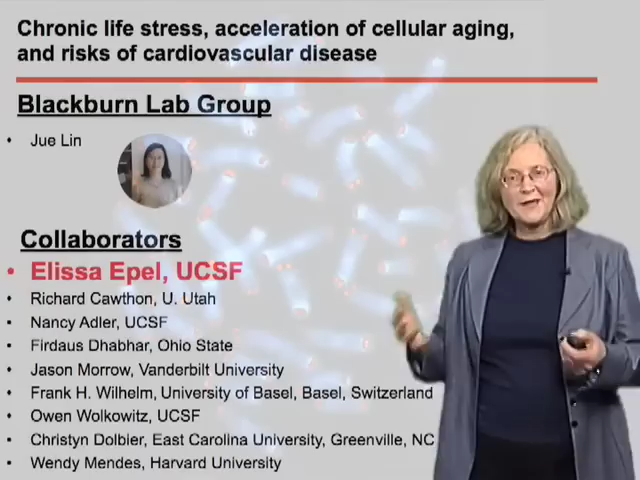 Chronic life stress, acceleration of cellular aging,
and risks of cardiovascular disease
Blackburn Lab Group
• Jue Lin
Collaborators
• Elissa Epel, UCSF
• Richard Cawthon, U. Utah
• Nancy Adler, UCSF
• Firdaus Dhabhar, Ohio State
• Jason Morrow, Vanderbilt University
• Frank H. Wilhelm, University of Basel, Basel, Switzerland
• Owen Wolkowitz, UCSF
• Christyn Dolbier, East Carolina University, Greenville, NC
• Wendy Mendes, Harvard University